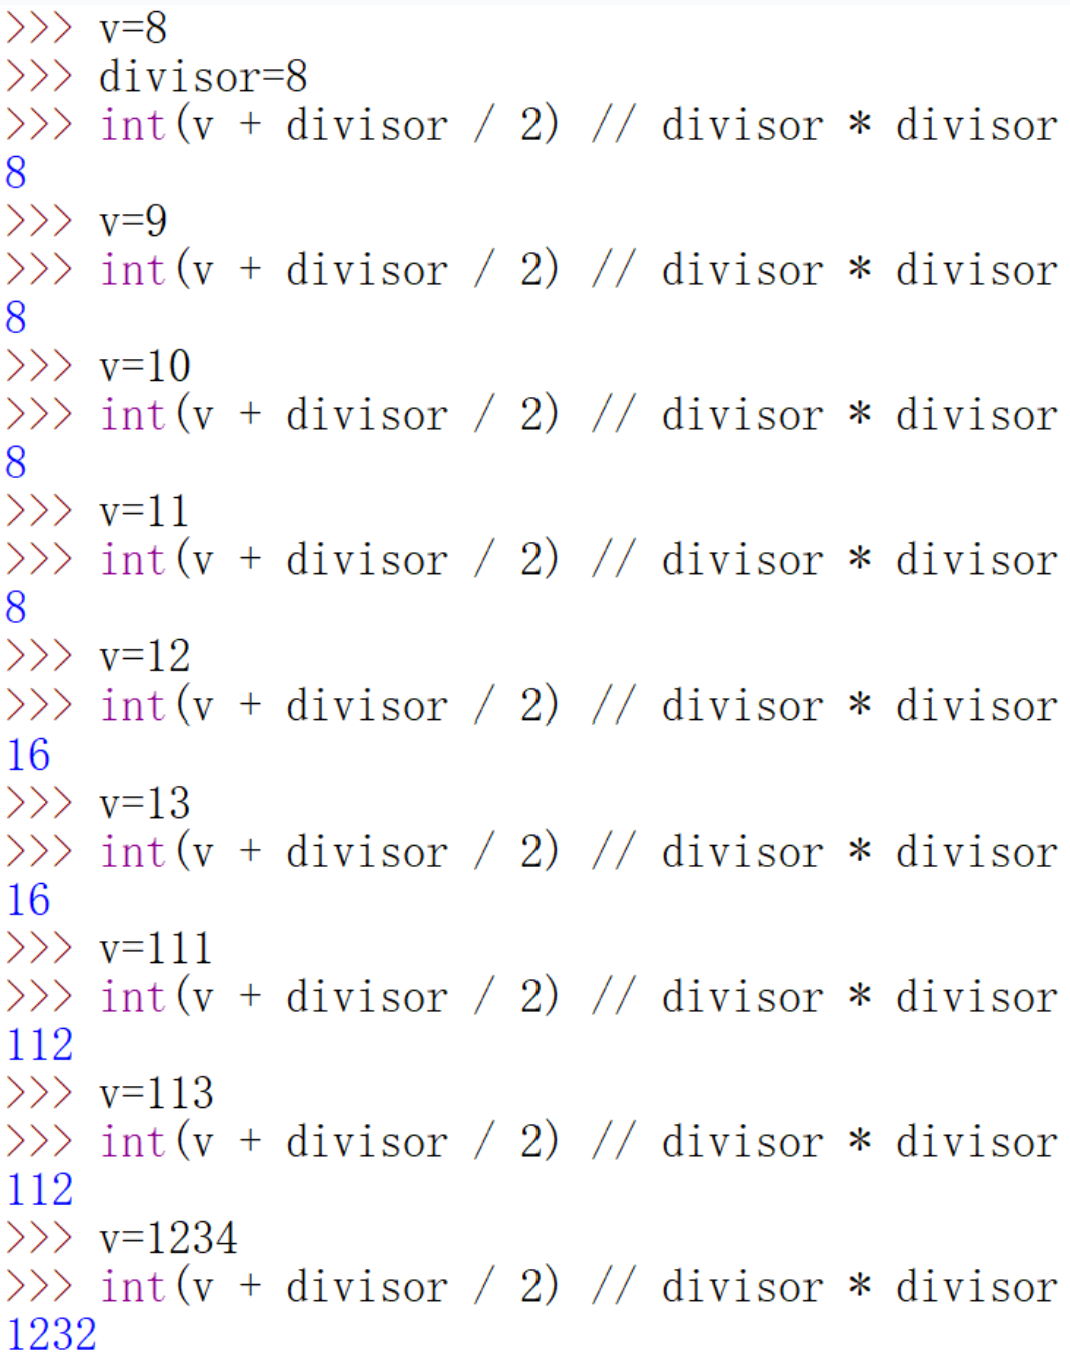 >>> v=8
>>> divisor=8
>>> int(v + divisor / 2) // divisor * divisor
8
>>> v=9
>>> int(v + divisor / 2) // divisor * divisor
8
>>> v=10
>>> int(v + divisor / 2) // divisor * divisor
8
>>> v=11
>>> int(v + divisor / 2) // divisor * divisor
8
>>> v=12
>>> int(v + divisor / 2) // divisor * divisor
16
>>> v=13
>>> int(v + divisor / 2) // divisor * divisor
16
>>> v=111
>>> int(v + divisor / 2) // divisor * divisor
112
>>> v=113
>>> int(v + divisor / 2) // divisor * divisor
112
>>> v=1234
>>> int(v + divisor / 2) // divisor * divisor
1232